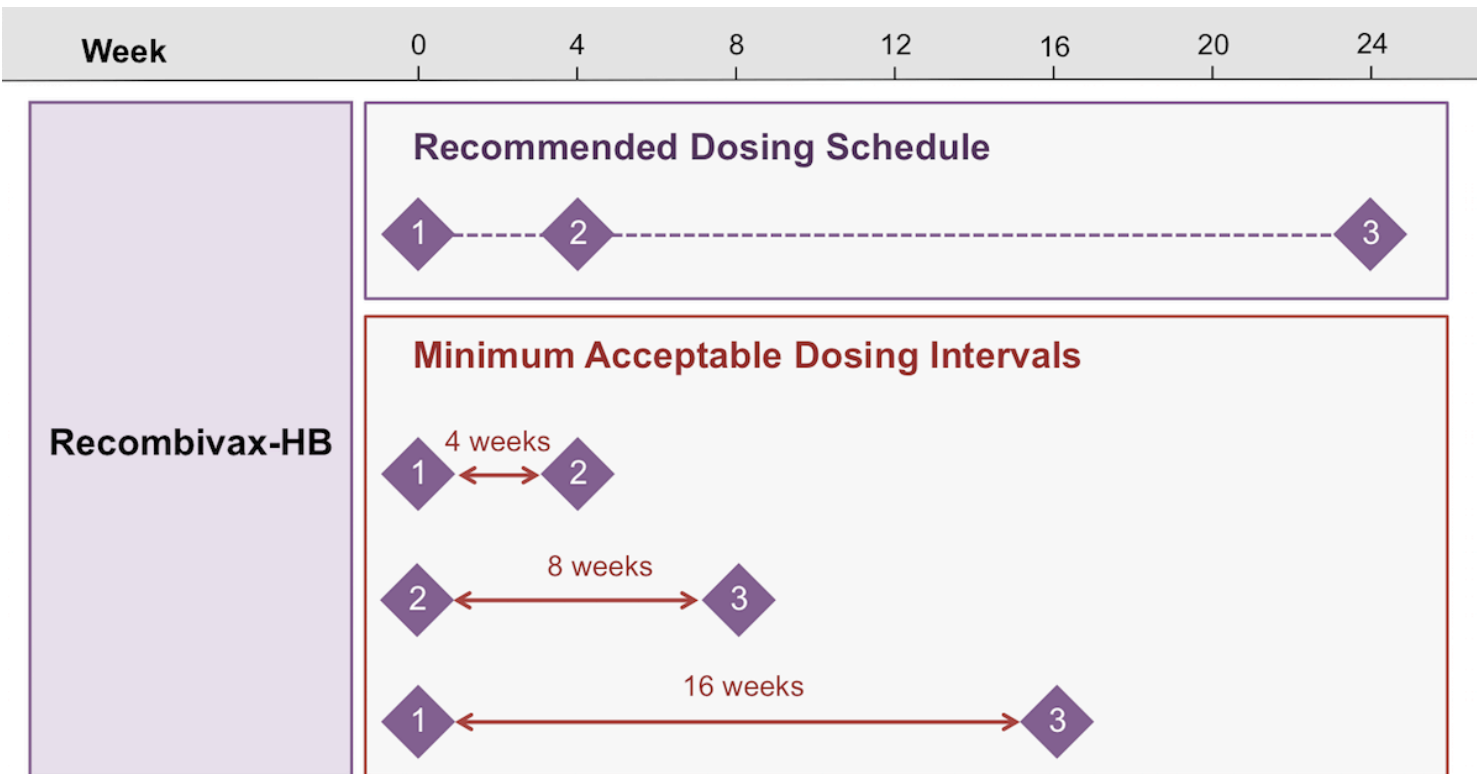 Week 0 4 8 12 16 20 24
Recommended Dosing Schedule
1 2 3
Minimum Acceptable Dosing Intervals
Recombivax-HB
4 weeks
1 2
8 weeks
2 3
16 weeks
1 3